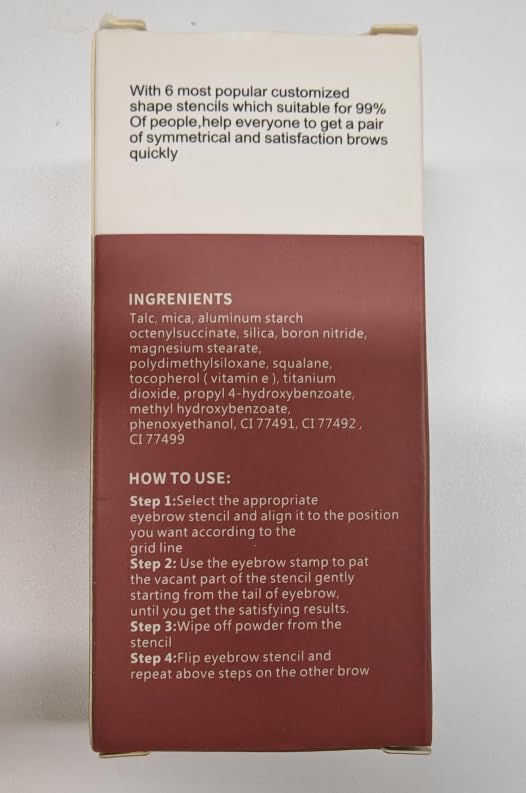 With 6 most popular customized
shape stencils which suitable for 99%
Of people,help everyone to get a pair
of symmetrical and satisfaction brows
quickly
INGRENIENTS
Talc, mica, aluminum starch
octenylsuccinate, silica, boron nitride,
magnesium stearate,
polydimethylsiloxane, squalane,
tocopherol ( vitamin e ), titanium
dioxide, propyl 4-hydroxybenzoate,
methyl hydroxybenzoate,
phenoxyethanol, CI 77491, CI 77492 ,
CI 77499
HOW TO USE:
Step 1:Select the appropriate
eyebrow stencil and align it to the position
you want according to the
grid line
Step 2: Use the eyebrow stamp to pat
the vacant part of the stencil gently
starting from the tail of eyebrow,
until you get the satisfying results.
Step 3:Wipe off powder from the
stencil
Step 4:Flip eyebrow stencil and
repeat above steps on the other brow